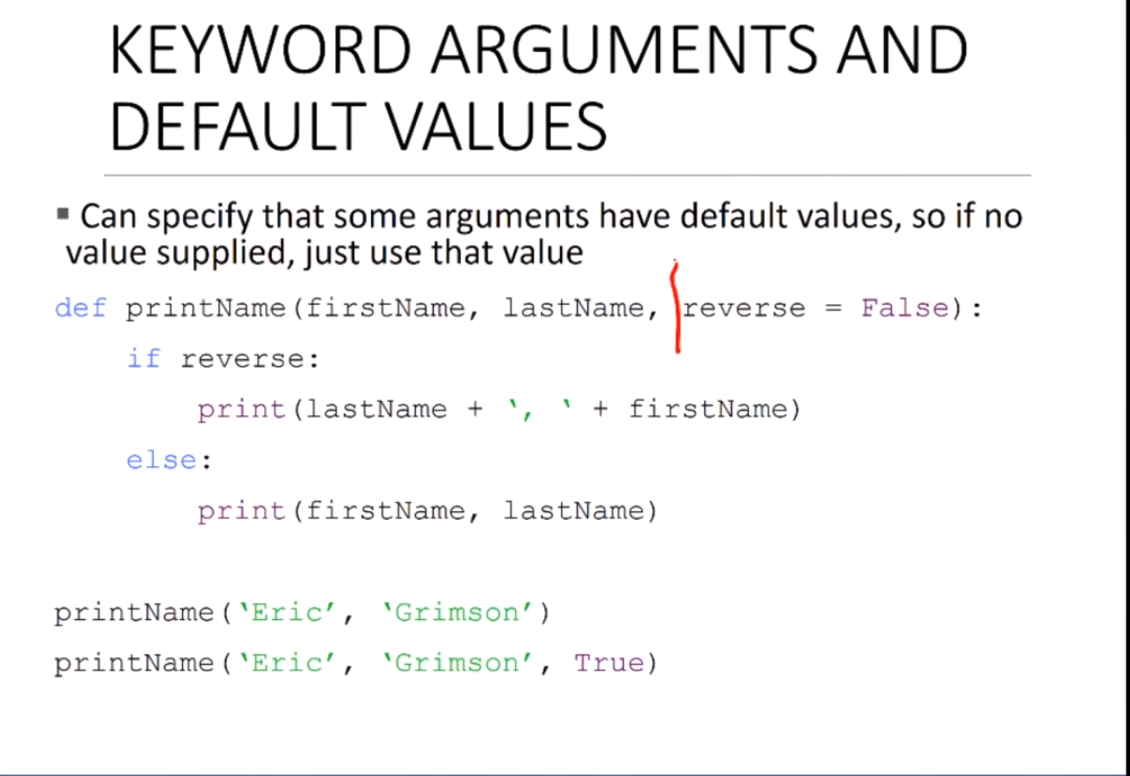 KEYWORD ARGUMENTS AND
DEFAULT VALUES
▪ Can specify that some arguments have default values, so if no
value supplied, just use that value
def printName(firstName, lastName, reverse = False):
    if reverse:
        print(lastName + ‘, ‘ + firstName)
    else:
        print(firstName, lastName)
printName(‘Eric’, ‘Grimson’)
printName(‘Eric’, ‘Grimson’, True)